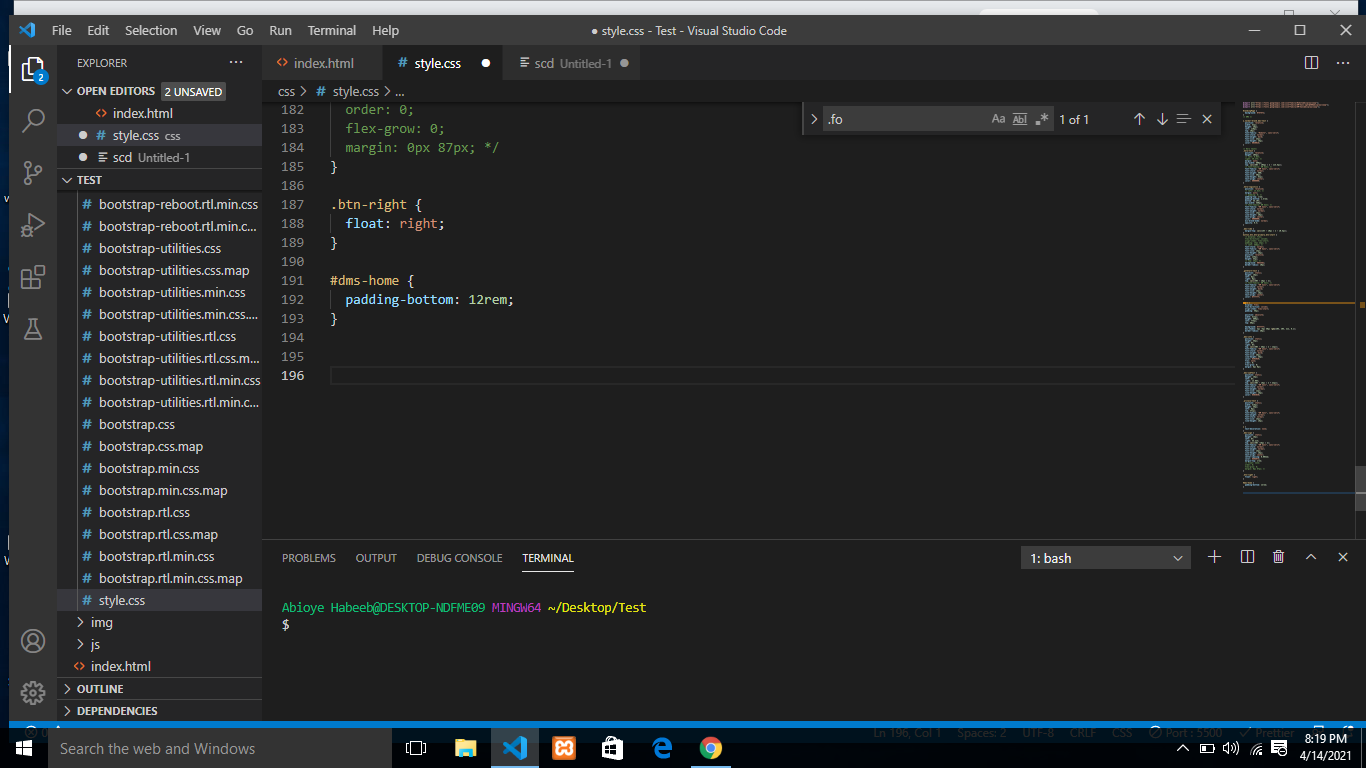 File Edit Selection View Go Run Terminal Help
● style.css - Test - Visual Studio Code
EXPLORER
index.html
style.css
scd Untitled-1
OPEN EDITORS 2 UNSAVED
index.html
style.css css
scd Untitled-1
TEST
bootstrap-reboot.rtl.min.css
bootstrap-reboot.rtl.min.c...
bootstrap-utilities.css
bootstrap-utilities.css.map
bootstrap-utilities.min.css
bootstrap-utilities.min.css....
bootstrap-utilities.rtl.css
bootstrap-utilities.rtl.css.m...
bootstrap-utilities.rtl.min.css
bootstrap-utilities.rtl.min.c...
bootstrap.css
bootstrap.css.map
bootstrap.min.css
bootstrap.min.css.map
bootstrap.rtl.css
bootstrap.rtl.css.map
bootstrap.rtl.min.css
bootstrap.rtl.min.css.map
style.css
img
js
index.html
OUTLINE
DEPENDENCIES
2
css > # style.css > ...
.fo
Aa Abl .*
1 of 1
182 order: 0;
183 flex-grow: 0;
184 margin: 0px 87px; */
185 }
186
187 .btn-right {
188 float: right;
189 }
190
191 #dms-home {
192 padding-bottom: 12rem;
193 }
194
195
196
PROBLEMS OUTPUT DEBUG CONSOLE TERMINAL
1: bash
Abioye Habeeb@DESKTOP-NDFME09 MINGW64 ~/Desktop/Test
$
Ln 196, Col 1 Spaces: 2 UTF-8 CRLF CSS Port : 5500 Prettier
Search the web and Windows
8:19 PM
4/14/2021